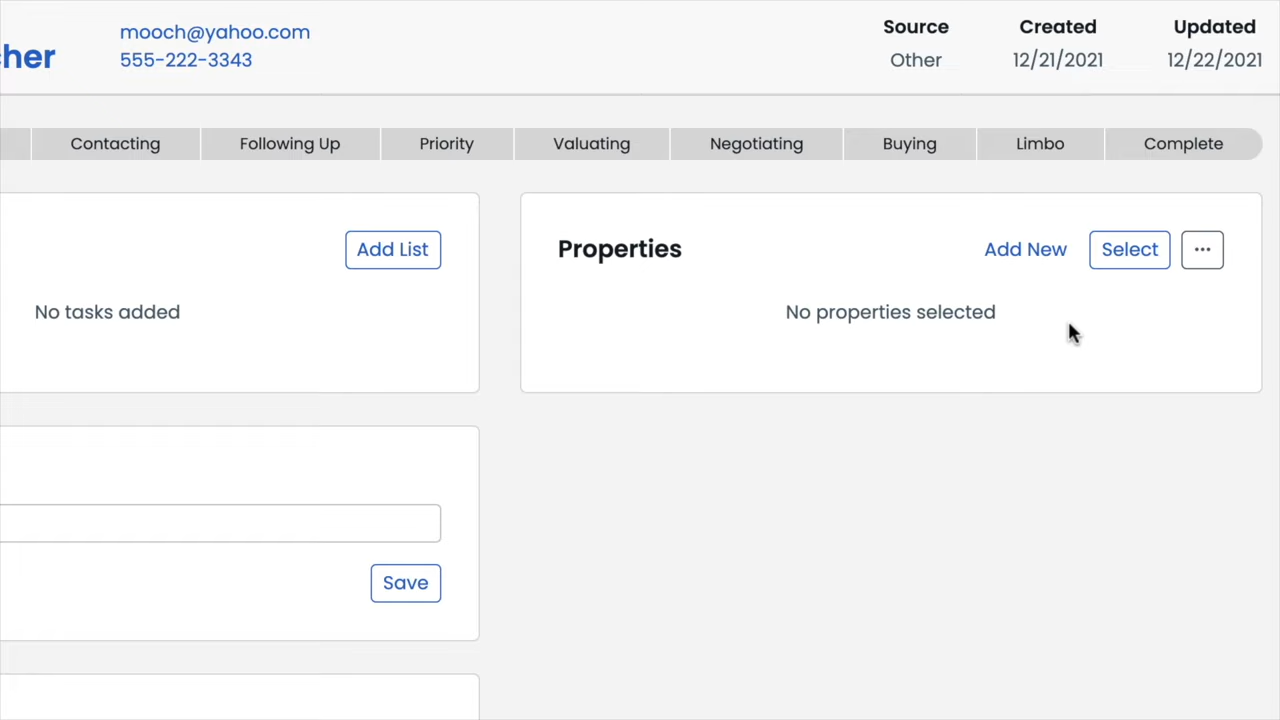 cher
mooch@yahoo.com
555-222-3343
Source Created Updated
Other 12/21/2021 12/22/2021
Contacting Following Up Priority Valuating Negotiating Buying Limbo Complete
Add List
No tasks added
Properties Add New Select ...
No properties selected
Save